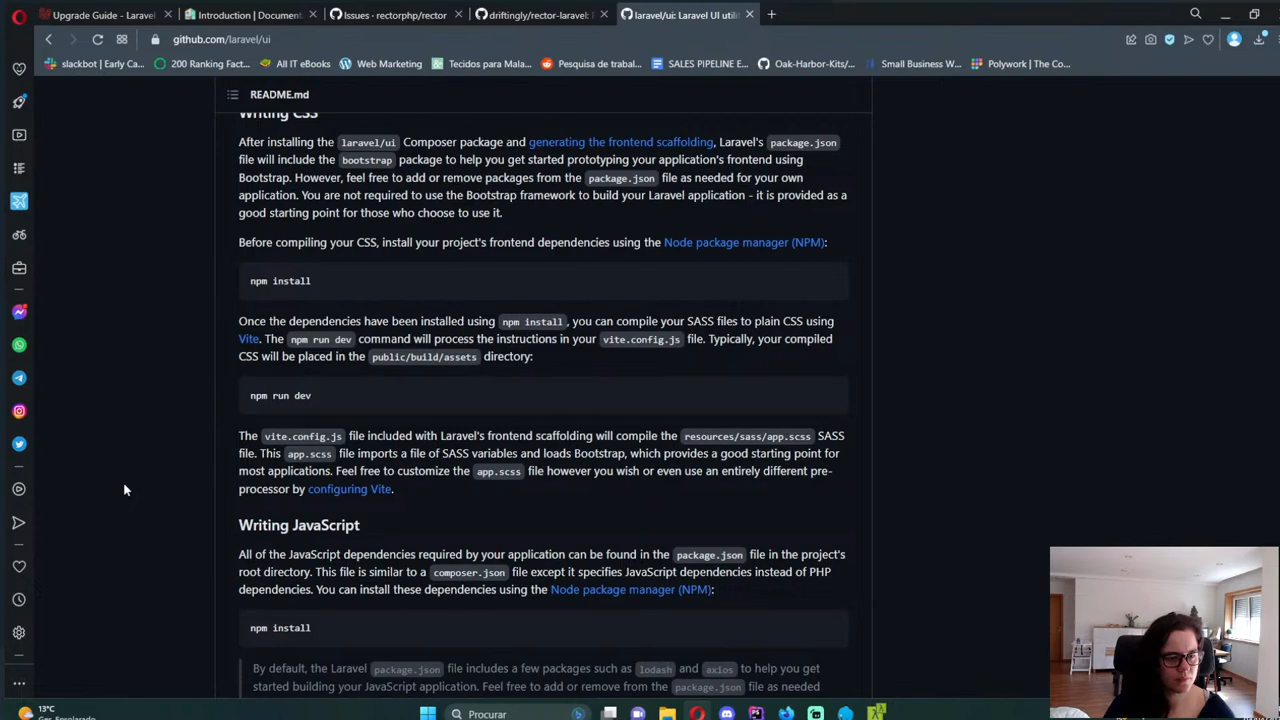 Upgrade Guide - Laravel
Introduction | Document
Issues · rectorphp/rector
driftingly/rector-laravel:
laravel/ui: Laravel UI util
github.com/laravel/ui
slackbot | Early Ca...
200 Ranking Fact...
All IT eBooks
Web Marketing
Tecidos para Mala...
Pesquisa de trabal...
SALES PIPELINE E...
Oak-Harbor-Kits/...
Small Business W...
Polywork | The Co...
README.md
Writing CSS
After installing the laravel/ui Composer package and generating the frontend scaffolding, Laravel's package.json
file will include the bootstrap package to help you get started prototyping your application's frontend using
Bootstrap. However, feel free to add or remove packages from the package.json file as needed for your own
application. You are not required to use the Bootstrap framework to build your Laravel application - it is provided as a
good starting point for those who choose to use it.
Before compiling your CSS, install your project's frontend dependencies using the Node package manager (NPM):
npm install
Once the dependencies have been installed using npm install, you can compile your SASS files to plain CSS using
Vite. The npm run dev command will process the instructions in your vite.config.js file. Typically, your compiled
CSS will be placed in the public/build/assets directory:
npm run dev
The vite.config.js file included with Laravel's frontend scaffolding will compile the resources/sass/app.scss SASS
file. This app.scss file imports a file of SASS variables and loads Bootstrap, which provides a good starting point for
most applications. Feel free to customize the app.scss file however you wish or even use an entirely different pre-
processor by configuring Vite.
Writing JavaScript
All of the JavaScript dependencies required by your application can be found in the package.json file in the project's
root directory. This file is similar to a composer.json file except it specifies JavaScript dependencies instead of PHP
dependencies. You can install these dependencies using the Node package manager (NPM):
npm install
By default, the Laravel package.json file includes a few packages such as lodash and axios to help you get
started building your JavaScript application. Feel free to add or remove from the package.json file as needed
13°C
Ger. Ensolarado
Procurar